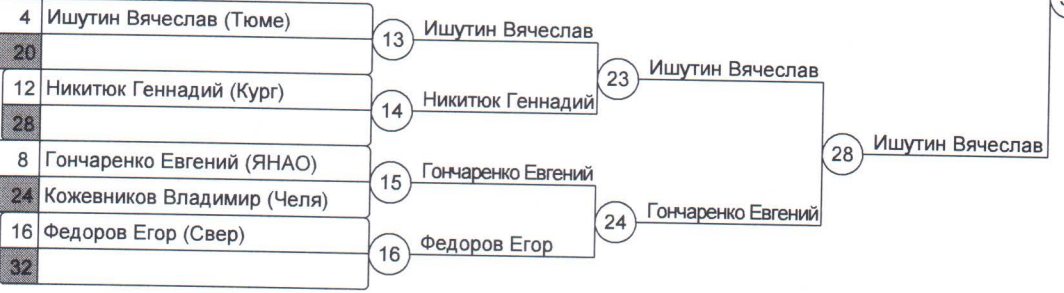 4 Ишутин Вячеслав (Тюме)
20
13 Ишутин Вячеслав
12 Никитюк Геннадий (Кург)
28
14 Никитюк Геннадий
23 Ишутин Вячеслав
8 Гончаренко Евгений (ЯНАО)
24 Кожевников Владимир (Челя)
15 Гончаренко Евгений
16 Федоров Егор (Свер)
32
16 Федоров Егор
24 Гончаренко Евгений
28 Ишутин Вячеслав